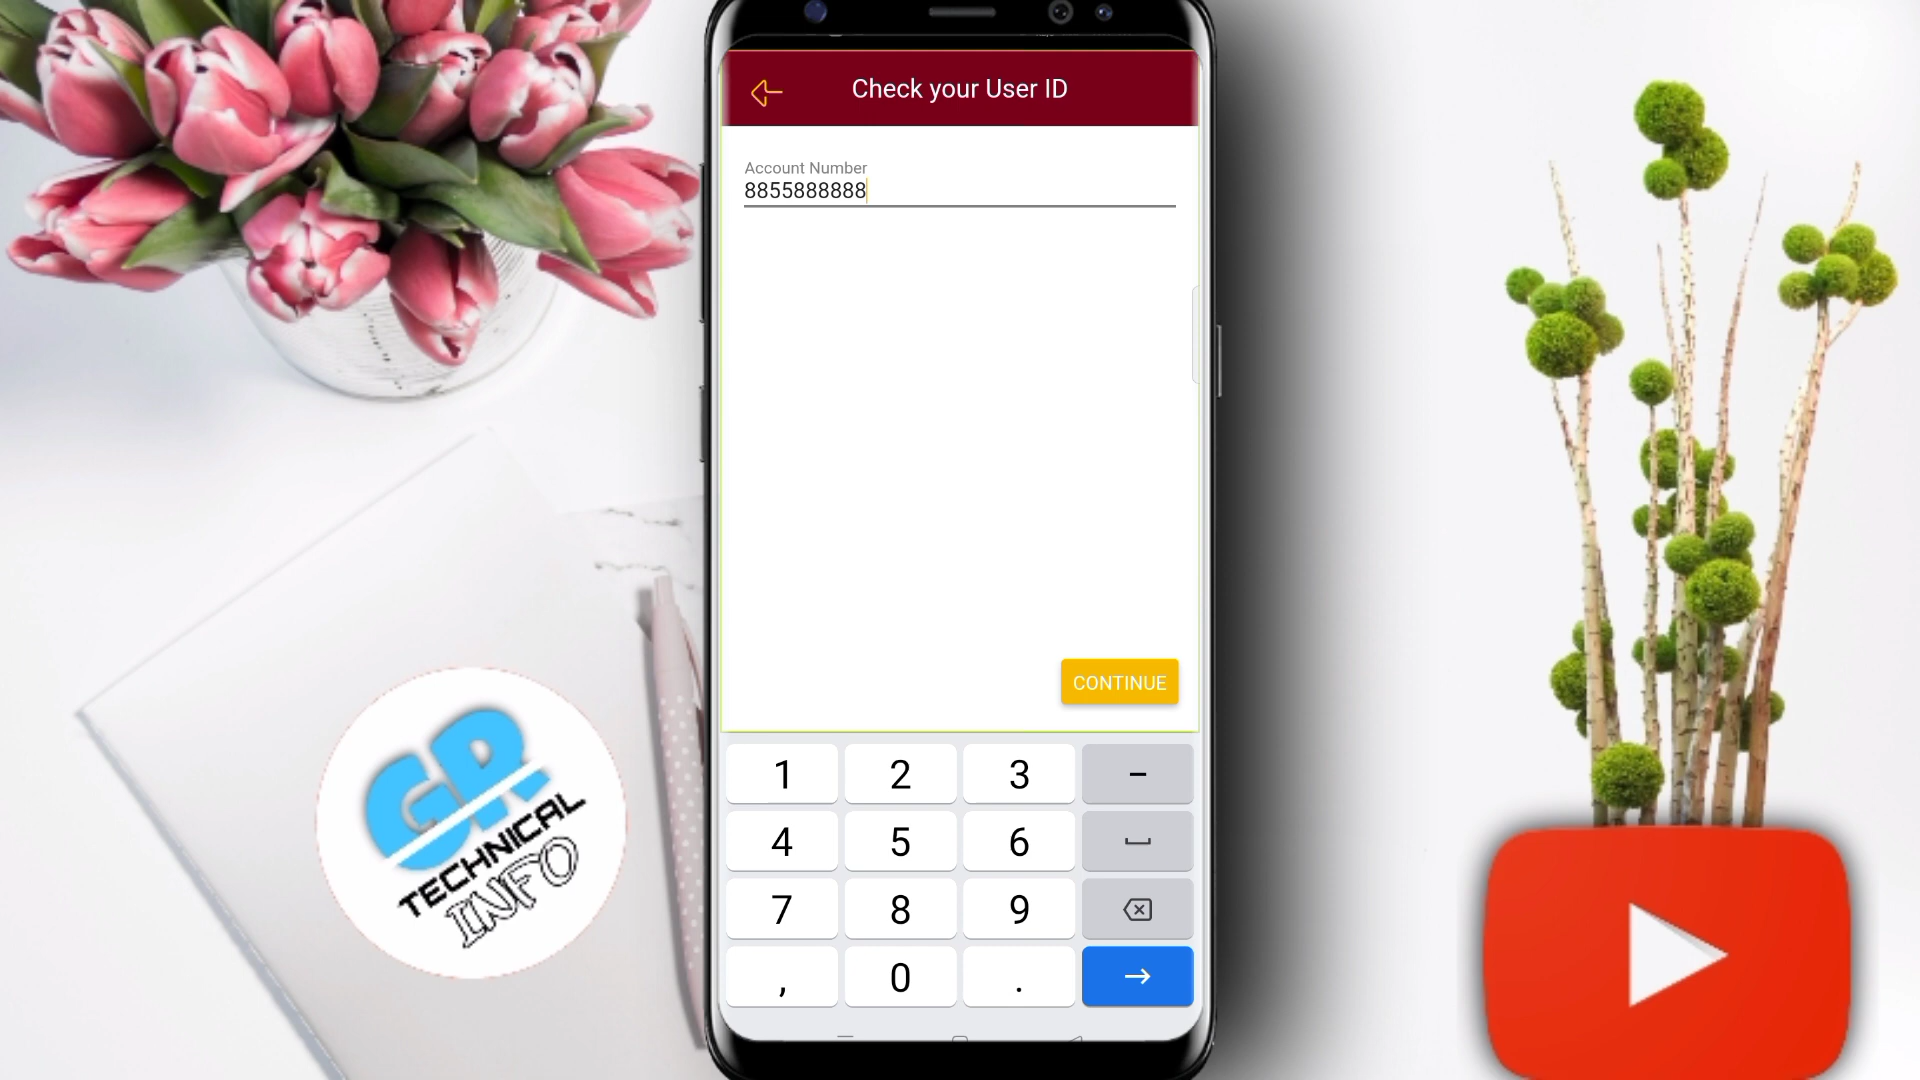 Check your User ID
Account Number
8855888888
CONTINUE
1 2 3 -
4 5 6
7 8 9
, 0 .
GR
TECHNICAL
INFO